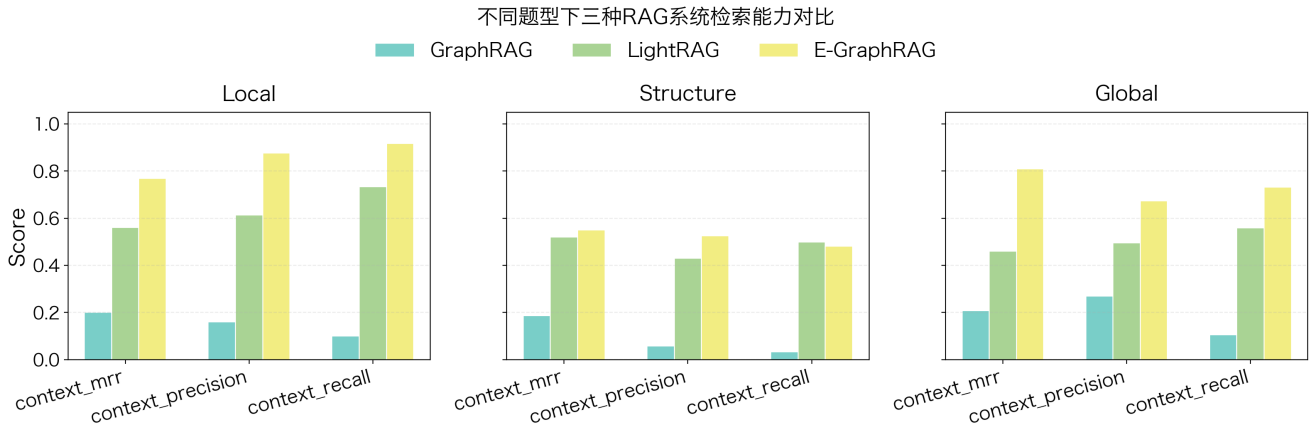 不同题型下三种RAG系统检索能力对比
GraphRAG LightRAG E-GraphRAG
Local Structure Global
Score
1.0
0.8
0.6
0.4
0.2
0.0
context_mrr context_precision context_recall context_mrr context_precision context_recall context_mrr context_precision context_recall